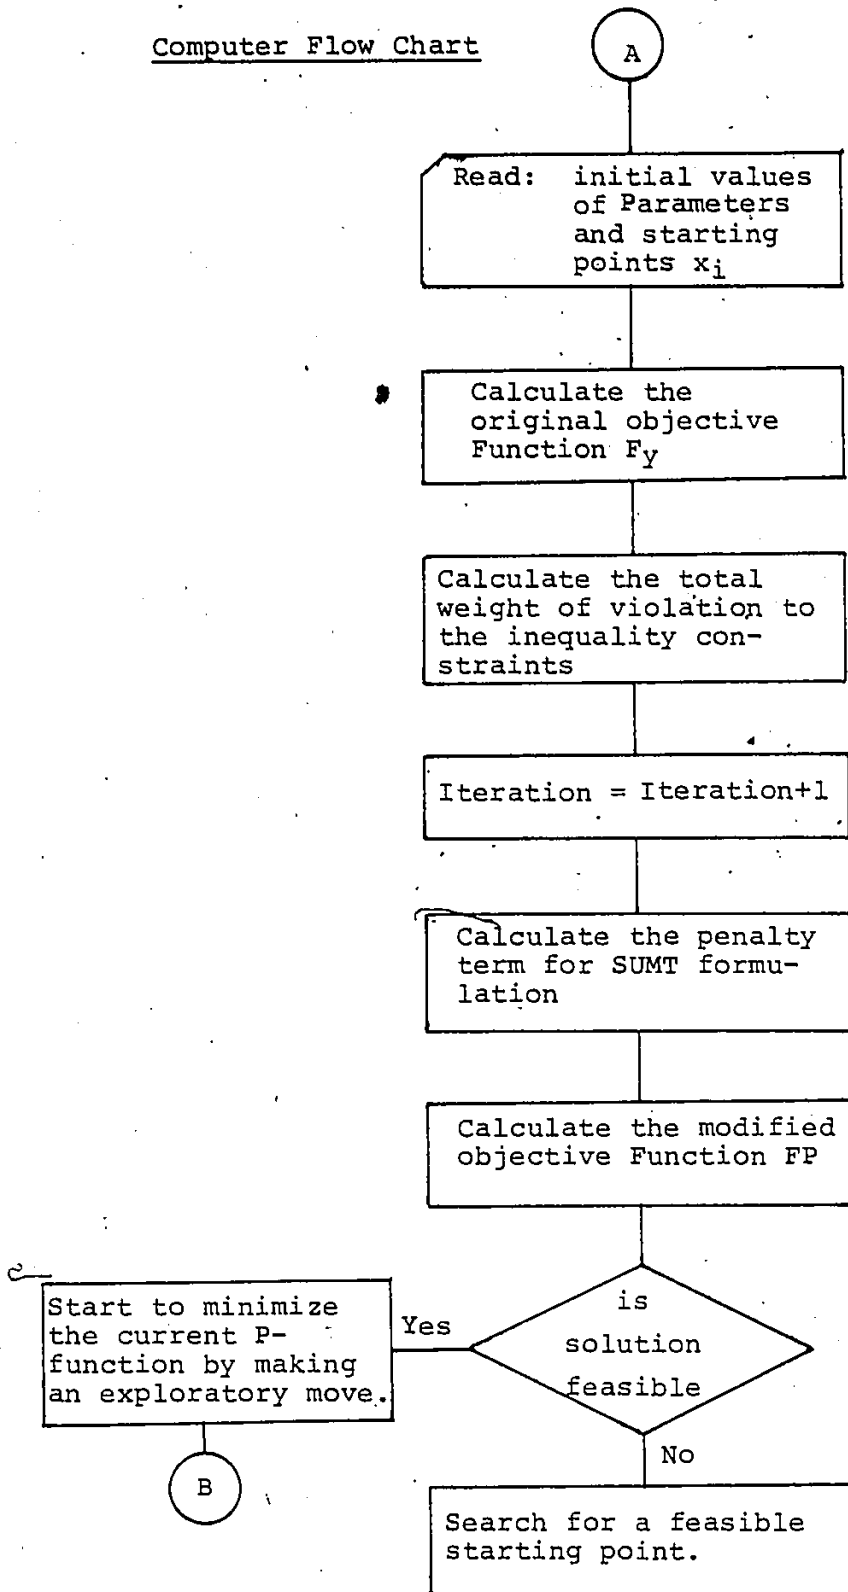 Computer Flow Chart
A
Read: initial values
of Parameters
and starting
points xi
Calculate the
original objective
Function Fy
Calculate the total
weight of violation to
the inequality con-
straints
Iteration = Iteration+1
Calculate the penalty
term for SUMT formu-
lation
Calculate the modified
objective Function FP
is
solution
feasible
Yes
Start to minimize
the current P-
function by making
an exploratory move.
B
No
Search for a feasible
starting point.